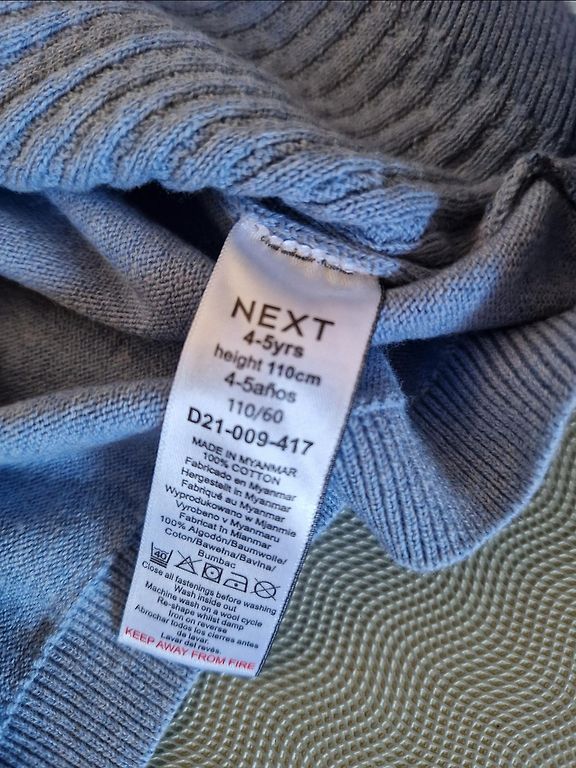 NEXT
4-5yrs
height 110cm
4-5años
110/60
D21-009-417
MADE IN MYANMAR
100% COTTON
Fabricado en Myanmar
Hergestellt in Myanmar
Fabriqué au Myanmar
Wyprodukowano w Mjanmie
Vyrobeno v Myanmaru
Fabricat în Myanmar
100% Algodón/Baumwolle/
Coton/Bawełna/Bavlna/
Bumbac
40
Close all fastenings before washing
Wash inside out
Machine wash on a wool cycle
Re-shape whilst damp
Iron on reverse
Abrochar todos los cierres antes
de lavar.
Lavar del revés.
KEEP AWAY FROM FIRE